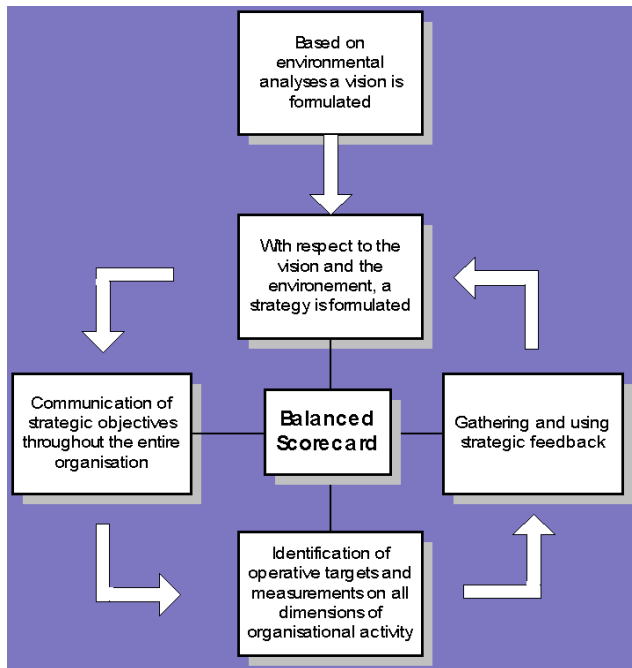 Based on
environmental
analyses a vision is
formulated
With respect to the
vision and the
environement, a
strategy is formulated
Communication of
strategic objectives
throughout the entire
organisation
Balanced
Scorecard
Gathering and using
strategic feedback
Identification of
operative targets and
measurements on all
dimensions of
organisational activity